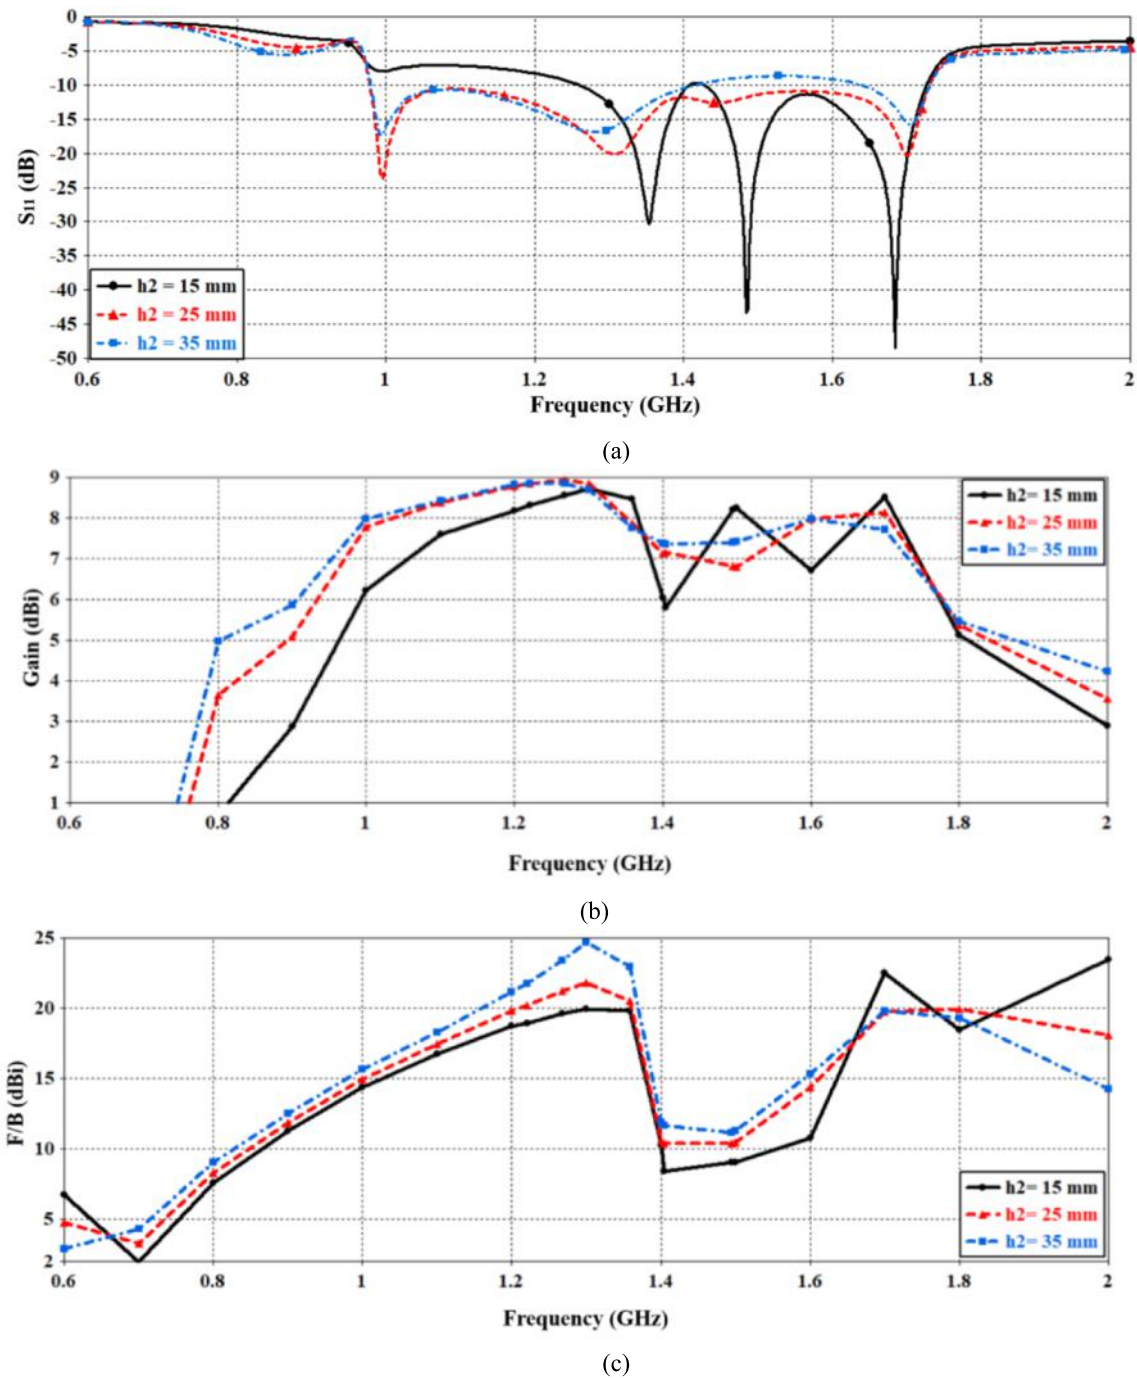 0
-5
-10
-15
-20
-25
-30
-35
-40
-45
-50
S11 (dB)
h2 = 15 mm
h2 = 25 mm
h2 = 35 mm
0.6 0.8 1 1.2 1.4 1.6 1.8 2
Frequency (GHz)
(a)
9
8
7
6
5
4
3
2
1
Gain (dBi)
h2= 15 mm
h2= 25 mm
h2= 35 mm
0.6 0.8 1 1.2 1.4 1.6 1.8 2
Frequency (GHz)
(b)
25
20
15
10
5
2
F/B (dBi)
h2= 15 mm
h2= 25 mm
h2= 35 mm
0.6 0.8 1 1.2 1.4 1.6 1.8 2
Frequency (GHz)
(c)